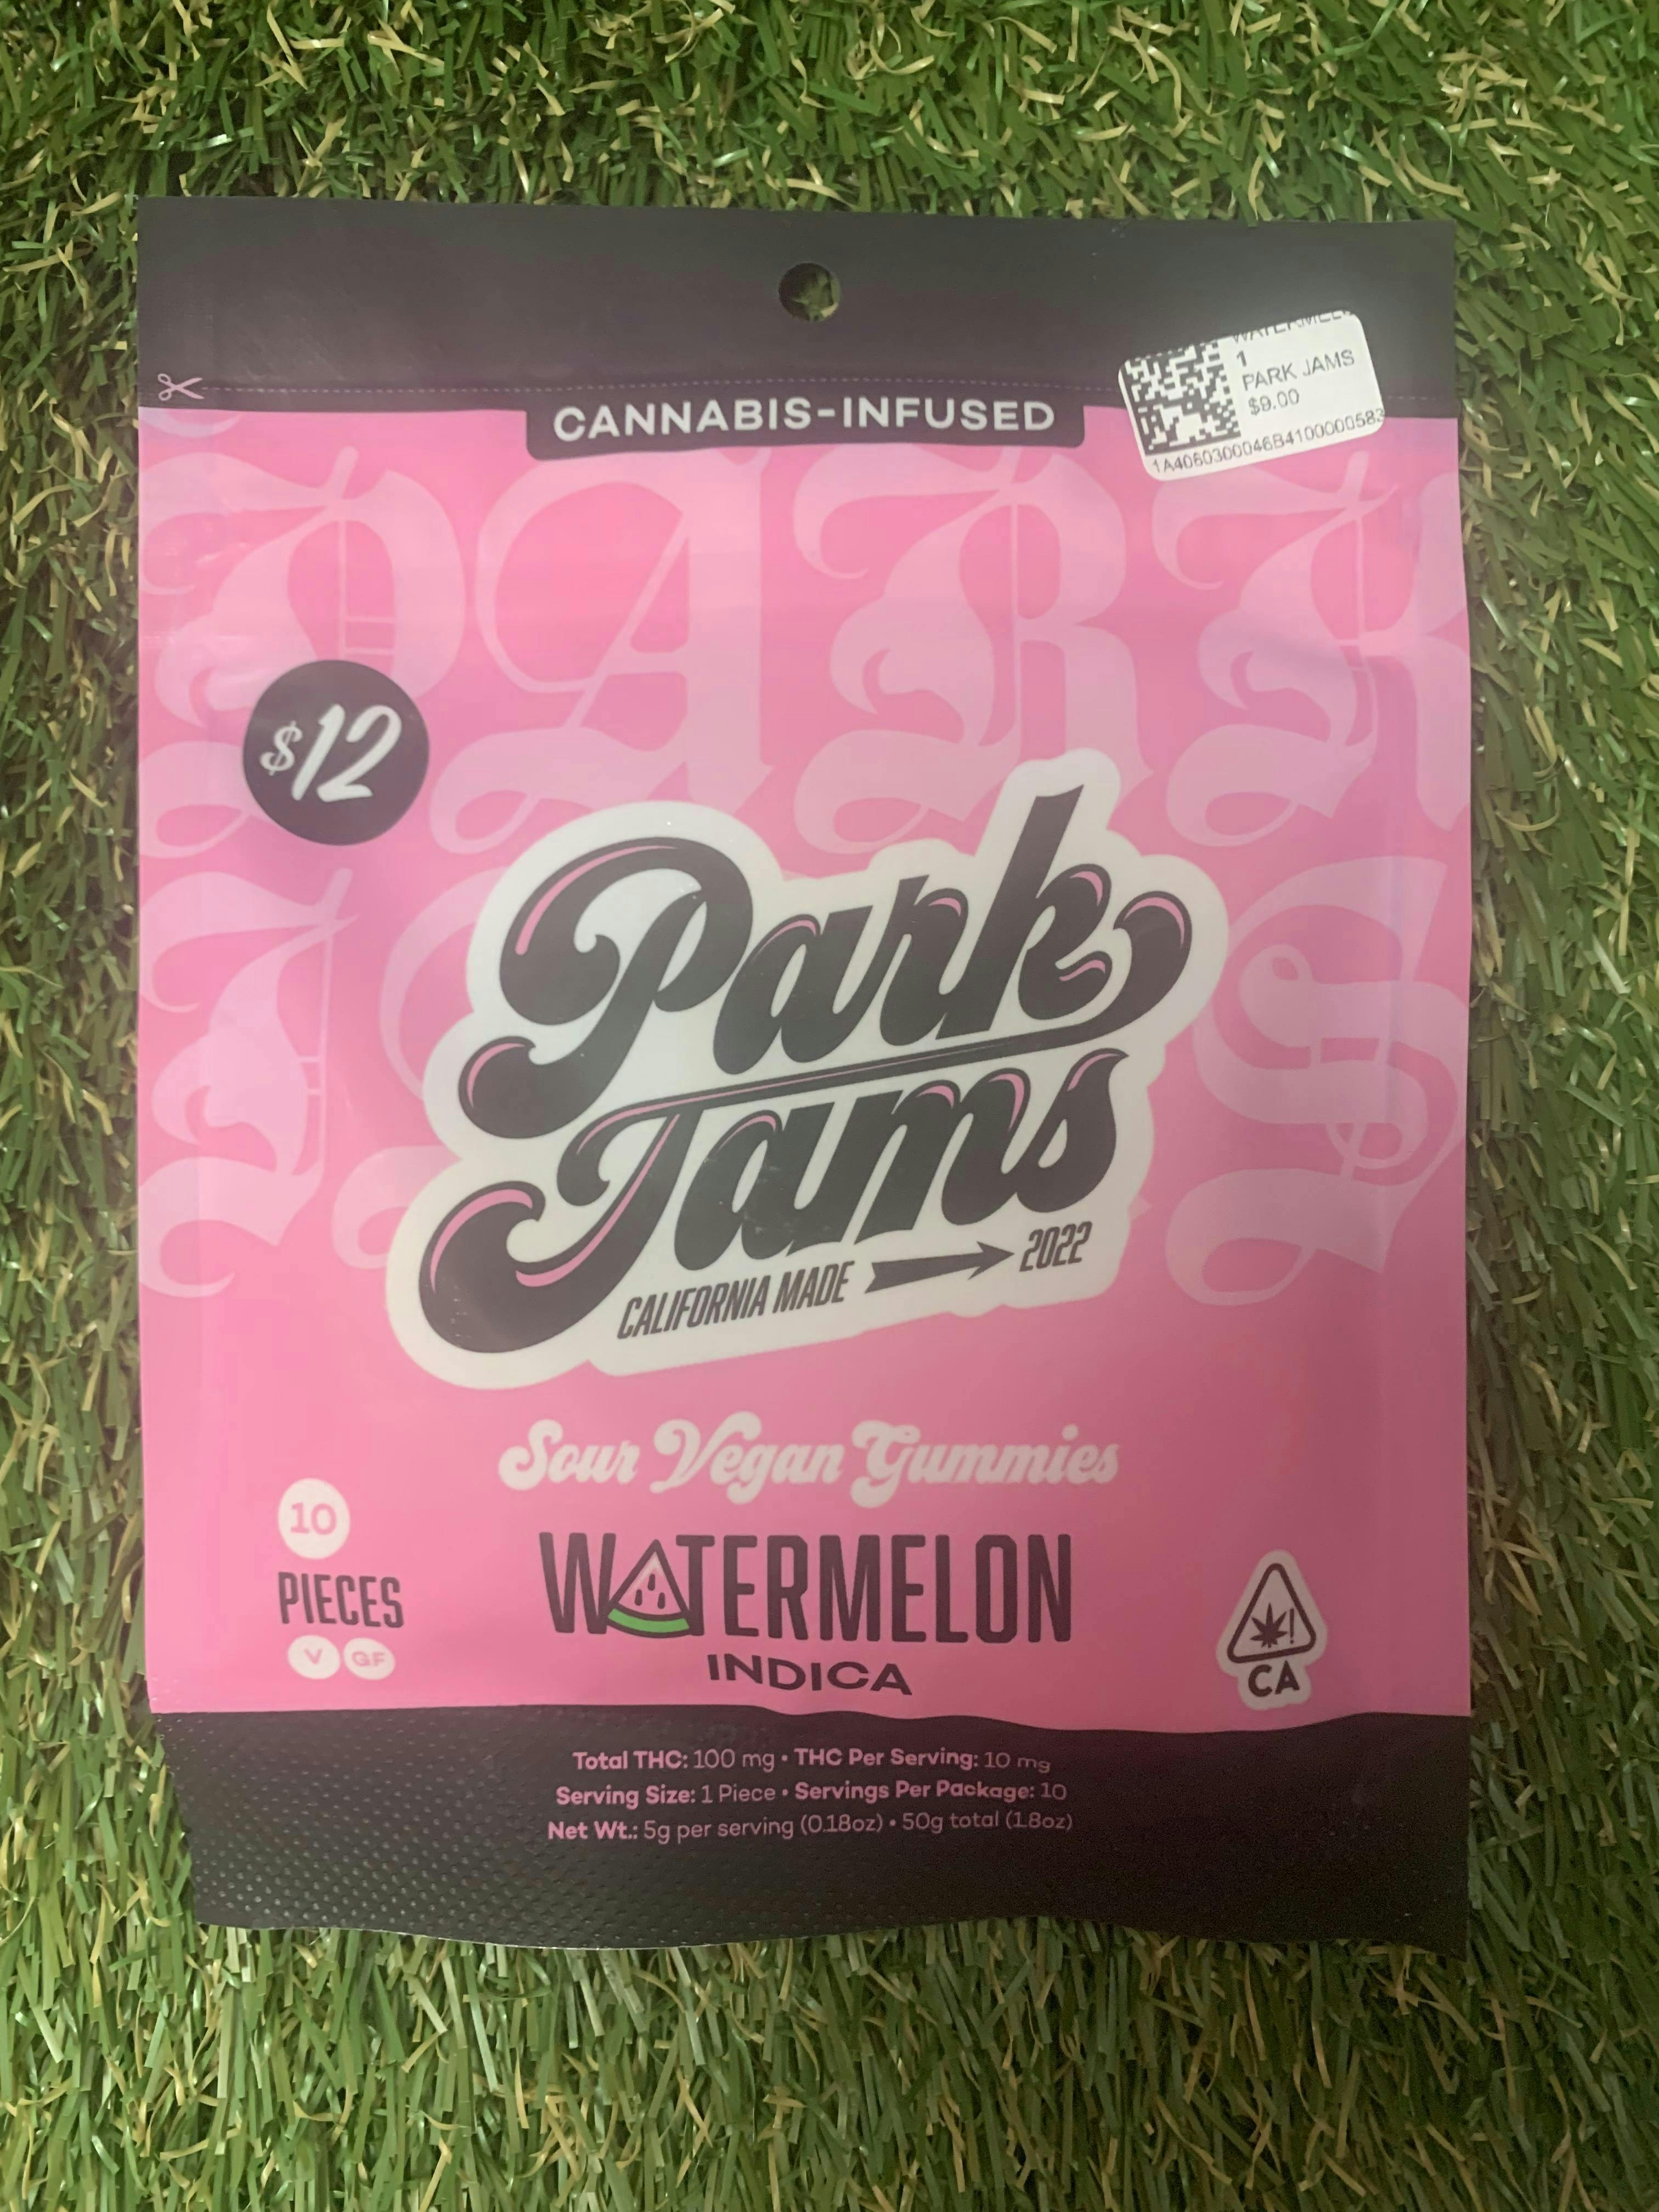 1
PARK JAMS
$9.00
1A4060300046B4100000583
CANNABIS-INFUSED
PARK
$12
Park
Jams
CALIFORNIA MADE 2022
Sour Vegan Gummies
10
PIECES
V GF
WATERMELON
INDICA
CA
Total THC: 100 mg • THC Per Serving: 10 mg
Serving Size: 1 Piece • Servings Per Package: 10
Net Wt.: 5g per serving (0.18oz) • 50g total (1.8oz)